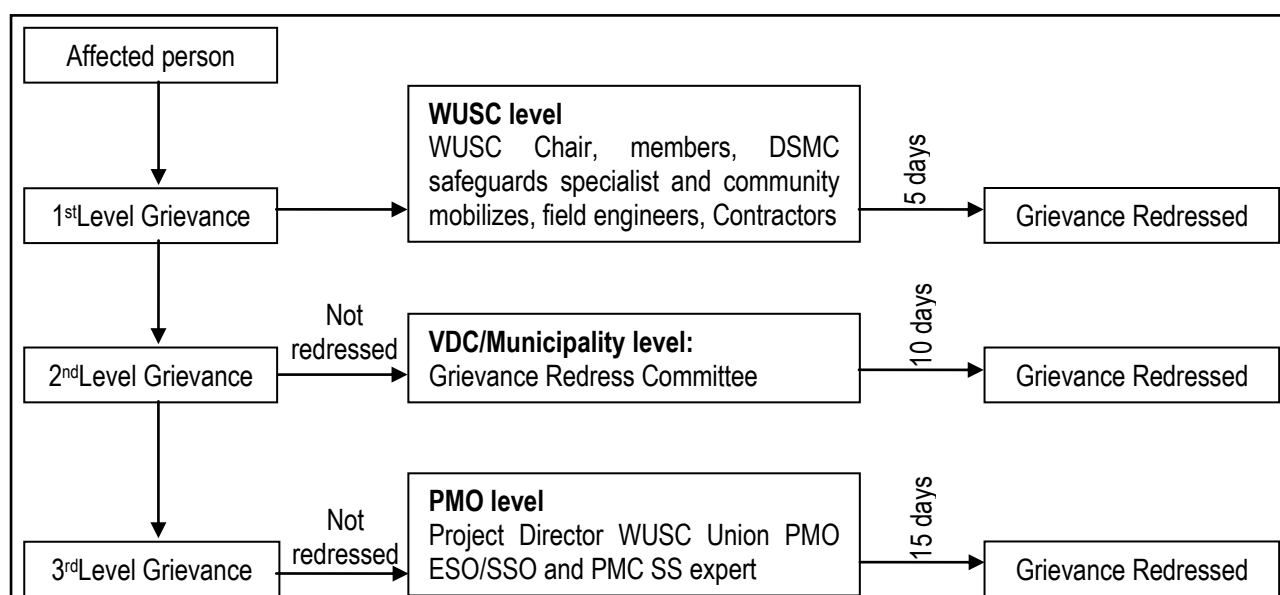 Affected person
WUSC level
WUSC Chair, members, DSMC
safeguards specialist and community
mobilizes, field engineers, Contractors
5 days
1stLevel Grievance
Grievance Redressed
Not
redressed
VDC/Municipality level:
Grievance Redress Committee
10 days
2ndLevel Grievance
Grievance Redressed
Not
redressed
PMO level
Project Director WUSC Union PMO
ESO/SSO and PMC SS expert
15 days
3rdLevel Grievance
Grievance Redressed